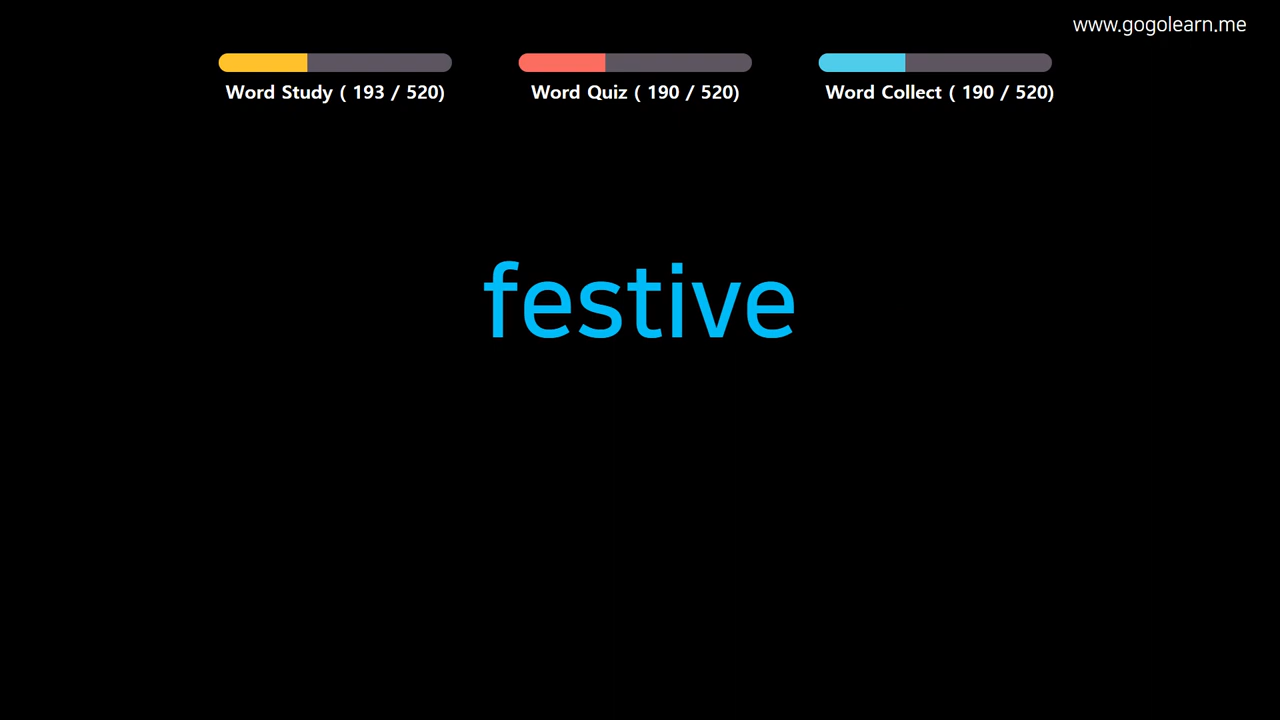 www.gogolearn.me
Word Study ( 193 / 520)
Word Quiz ( 190 / 520)
Word Collect ( 190 / 520)
festive